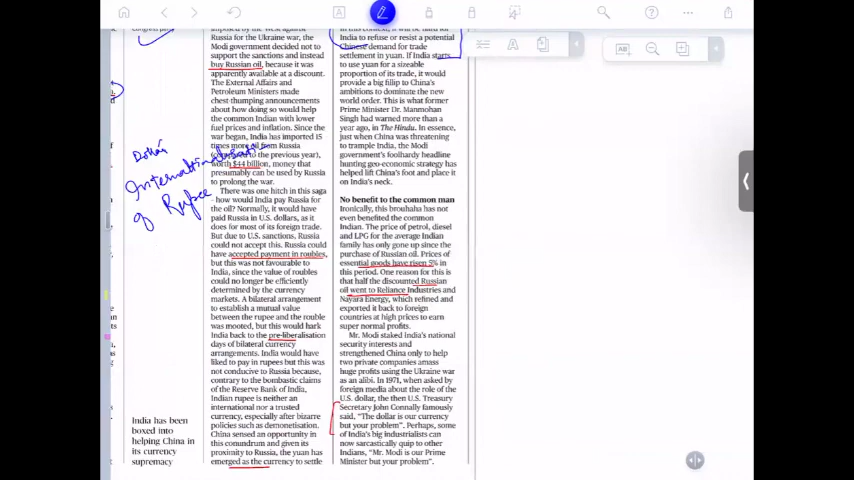 Congress party
India has been
boxed into
helping China in
its currency
supremacy
Dollar
Internationalisation
of Rupee
imposed by the West against
Russia for the Ukraine war, the
Modi government decided not to
support the sanctions and instead
buy Russian oil, because it was
apparently available at a discount.
The External Affairs and
Petroleum Ministers made
chest-thumping announcements
about how doing so would help
the common Indian with lower
fuel prices and inflation. Since the
war began, India has imported 15
times more oil from Russia
to the previous year),
worth $44 billion, money that
presumably can be used by Russia
to prolong the war.
There was one hitch in this saga
- how would India pay Russia for
the oil? Normally, it would have
paid Russia in U.S. dollars, as it
does for most of its foreign trade.
But due to U.S. sanctions, Russia
could not accept this. Russia could
have accepted payment in roubles,
but this was not favourable to
India, since the value of roubles
could no longer be efficiently
determined by the currency
markets. A bilateral arrangement
to establish a mutual value
between the rupee and the rouble
was mooted, but this would hark
India back to the pre-liberalisation
days of bilateral currency
arrangements. India would have
liked to pay in rupees but this was
not conducive to Russia because,
contrary to the bombastic claims
of the Reserve Bank of India,
Indian rupee is neither an
international nor a trusted
currency, especially after bizarre
policies such as demonetisation.
China sensed an opportunity in
this conundrum and given its
proximity to Russia, the yuan has
emerged as the currency to settle
In this context, it will be hard for
India to refuse or resist a potential
Chinese demand for trade
settlement in yuan. If India starts
to use yuan for a sizeable
proportion of its trade, it would
provide a big fillip to China's
ambitions to dominate the new
world order. This is what former
Prime Minister Dr. Manmohan
Singh had warned more than a
year ago, in The Hindu. In essence,
just when China was threatening
to trample India, the Modi
government's foolhardy headline
hunting geo-economic strategy has
helped lift China's foot and place it
on India's neck.
No benefit to the common man
Ironically, this brouhaha has not
even benefited the common
Indian. The price of petrol, diesel
and LPG for the average Indian
family has only gone up since the
purchase of Russian oil. Prices of
essential goods have risen 5% in
this period. One reason for this is
that half the discounted Russian
oil went to Reliance Industries and
Nayara Energy, which refined and
exported it back to foreign
countries at high prices to earn
super normal profits.
Mr. Modi staked India's national
security interests and
strengthened China only to help
two private companies amass
huge profits using the Ukraine war
as an alibi. In 1971, when asked by
foreign media about the role of the
U.S. dollar, the then U.S. Treasury
Secretary John Connally famously
said, "The dollar is our currency
but your problem". Perhaps, some
of India's big industrialists can
now sarcastically quip to other
Indians, "Mr. Modi is our Prime
Minister but your problem".